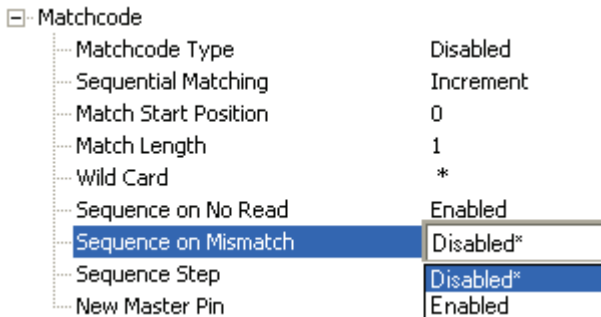 Matchcode
Matchcode Type Disabled
Sequential Matching Increment
Match Start Position 0
Match Length 1
Wild Card *
Sequence on No Read Enabled
Sequence on Mismatch Disabled*
Sequence Step Disabled*
New Master Pin Enabled